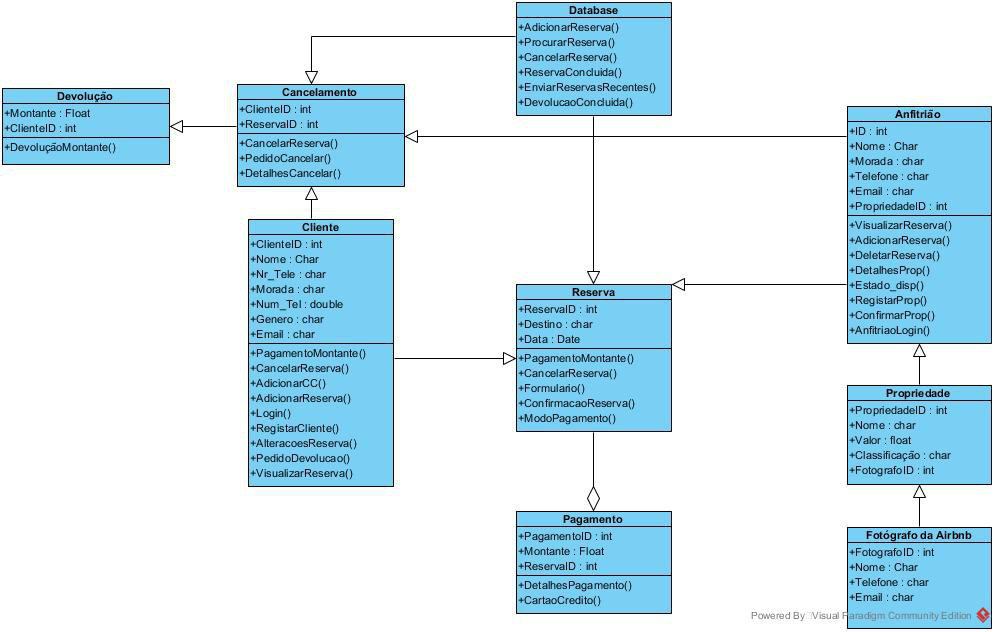 Database
+AdicionarReserva()
+ProcurarReserva()
+CancelarReserva()
+ReservaConcluida()
+EnviarReservasRecentes()
+DevolucaoConcluida()
Devolução
+Montante : Float
+ClienteID : int
+DevoluçãoMontante()
Cancelamento
+ClienteID : int
+ReservaID : int
+CancelarReserva()
+PedidoCancelar()
+DetalhesCancelar()
Anfitrião
+ID : int
+Nome : Char
+Morada : char
+Telefone : char
+Email : char
+PropriedadeID : int
+VisualizarReserva()
+AdicionarReserva()
+DeletarReserva()
+DetalhesProp()
+Estado_disp()
+RegistarProp()
+ConfirmarProp()
+AnfitriaoLogin()
Cliente
+ClienteID : int
+Nome : Char
+Nr_Tele : char
+Morada : char
+Num_Tel : double
+Genero : char
+Email : char
+PagamentoMontante()
+CancelarReserva()
+AdicionarCC()
+AdicionarReserva()
+Login()
+RegistarCliente()
+AlteracoesReserva()
+PedidoDevolucao()
+VisualizarReserva()
Reserva
+ReservaID : int
+Destino : char
+Data : Date
+PagamentoMontante()
+CancelarReserva()
+Formulario()
+ConfirmacaoReserva()
+ModoPagamento()
Propriedade
+PropriedadeID : int
+Nome : char
+Valor : float
+Classificação : char
+FotografoID : int
Pagamento
+PagamentoID : int
+Montante : Float
+ReservaID : int
+DetalhesPagamento()
+CartaoCredito()
Fotógrafo da Airbnb
+FotografoID : int
+Nome : Char
+Telefone : char
+Email : char
Powered By Visual Paradigm Community Edition